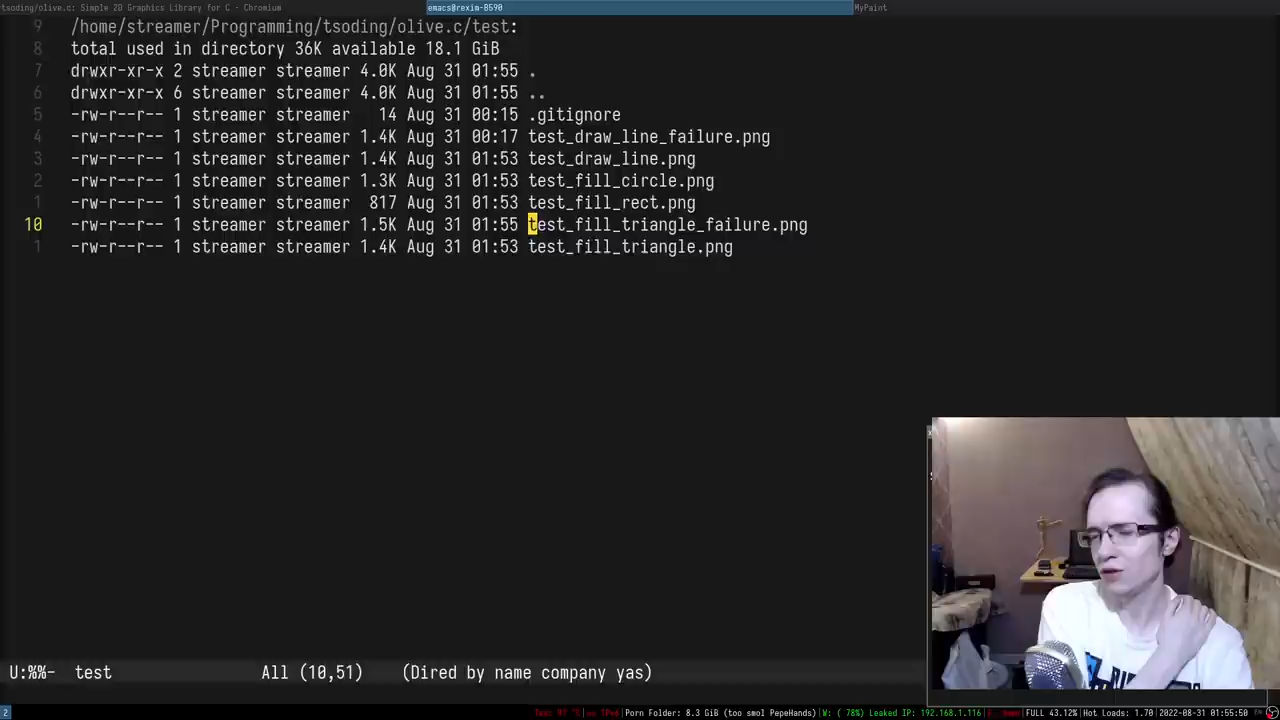 tsoding/olive.c: Simple 2D Graphics Library for C - Chromium
emacs@rexim-B590
MyPaint
9 /home/streamer/Programming/tsoding/olive.c/test:
8 total used in directory 36K available 18.1 GiB
7 drwxr-xr-x 2 streamer streamer 4.0K Aug 31 01:55 .
6 drwxr-xr-x 6 streamer streamer 4.0K Aug 31 01:55 ..
5 -rw-r--r-- 1 streamer streamer 14 Aug 31 00:15 .gitignore
4 -rw-r--r-- 1 streamer streamer 1.4K Aug 31 00:17 test_draw_line_failure.png
3 -rw-r--r-- 1 streamer streamer 1.4K Aug 31 01:53 test_draw_line.png
2 -rw-r--r-- 1 streamer streamer 1.3K Aug 31 01:53 test_fill_circle.png
1 -rw-r--r-- 1 streamer streamer 817 Aug 31 01:53 test_fill_rect.png
10 -rw-r--r-- 1 streamer streamer 1.5K Aug 31 01:55 test_fill_triangle_failure.png
1 -rw-r--r-- 1 streamer streamer 1.4K Aug 31 01:53 test_fill_triangle.png
U:%%- test All (10,51) (Dired by name company yas)
2
no IPv6 Porn Folder: 8.3 GiB (too smol PepeHands) W: ( 78%) Leaked IP: 192.168.1.116 FULL 43.12% Hot Loads: 1.70 2022-08-31 01:55:50